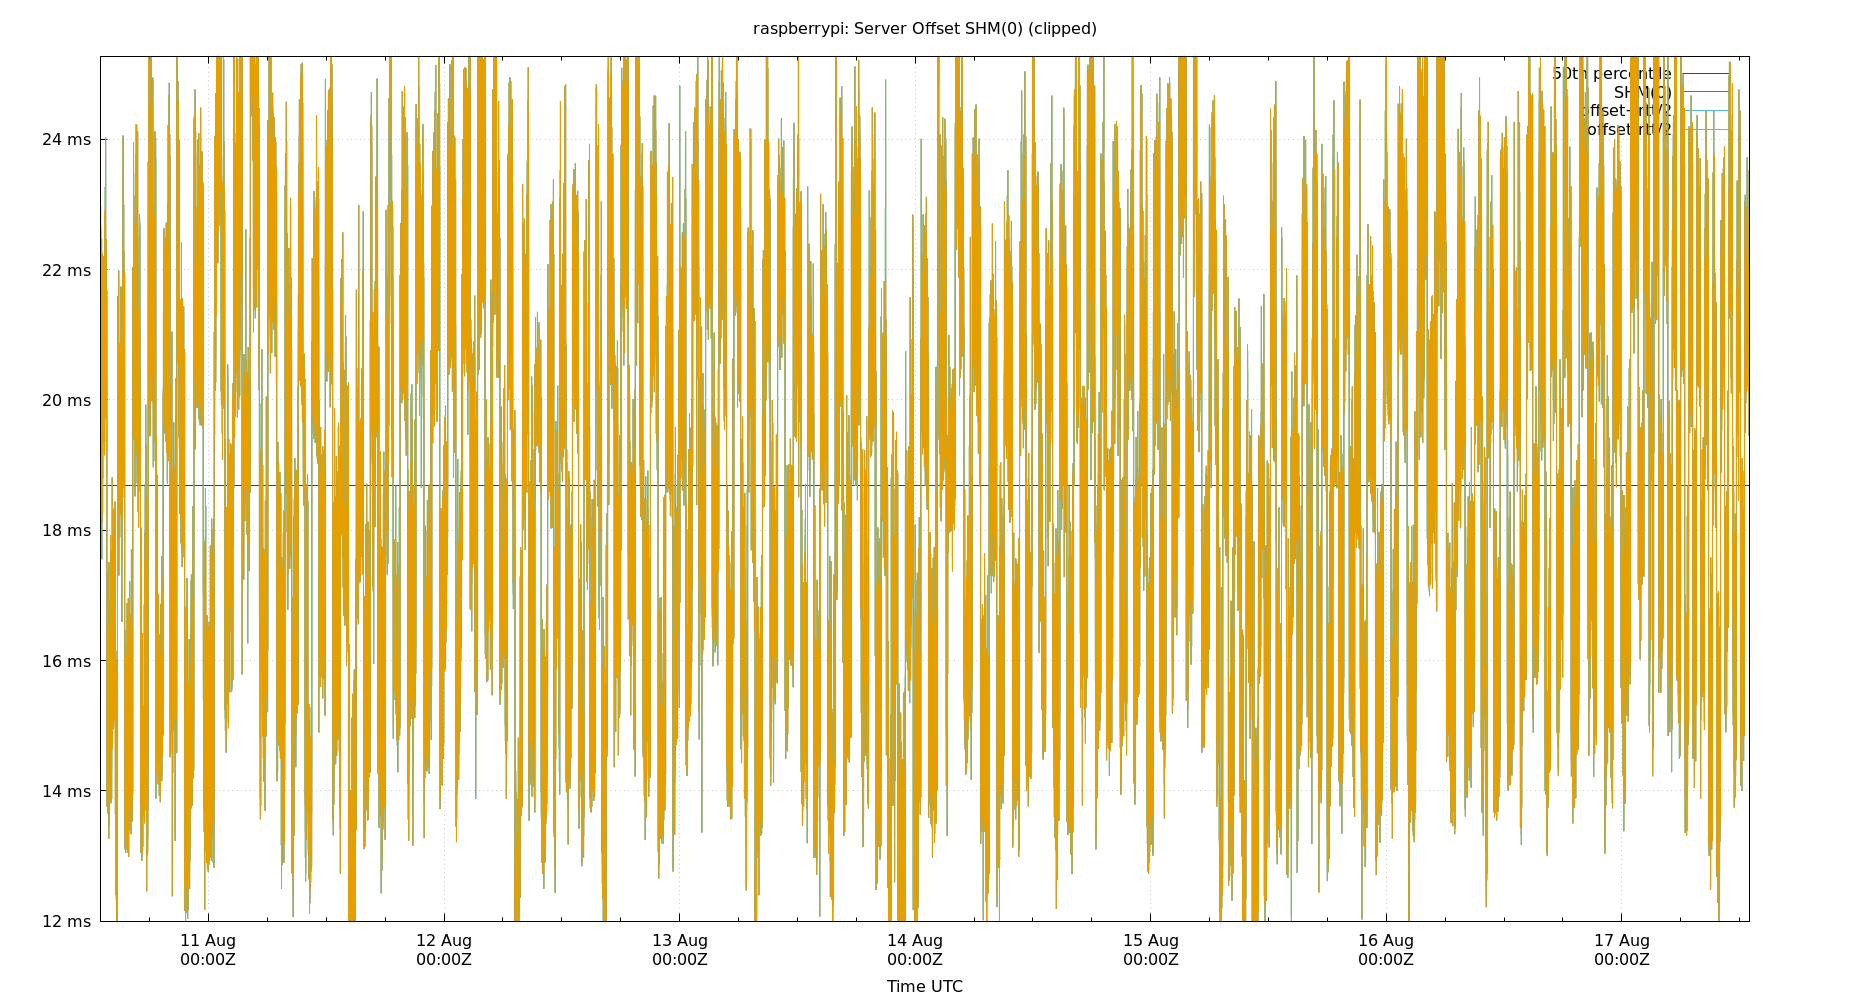 raspberrypi: Server Offset SHM(0) (clipped)
50th percentile
SHM(0)
offset-rtt/2
24 ms
22 ms
20 ms
18 ms
16 ms
14 ms
12 ms
11 Aug 12 Aug 13 Aug 14 Aug 15 Aug 16 Aug 17 Aug
00:00Z 00:00Z 00:00Z 00:00Z 00:00Z 00:00Z 00:00Z
Time UTC